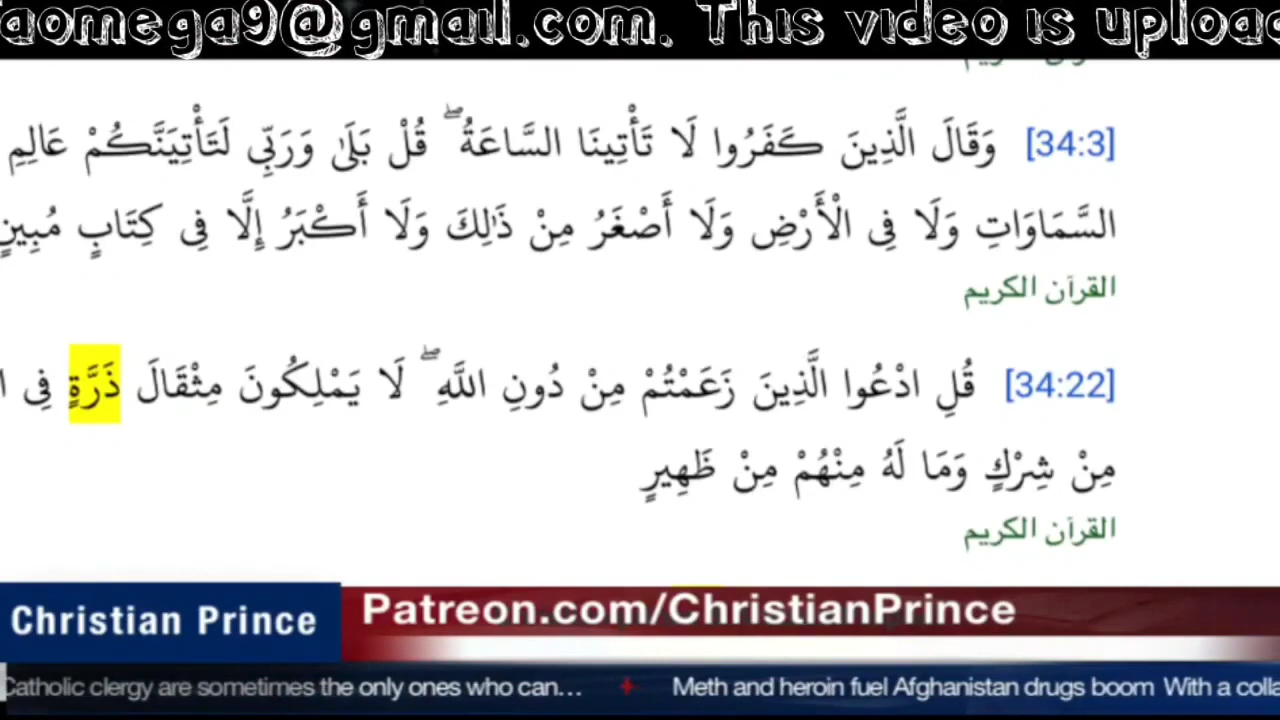 aomega9@gmail.com. This video is uploa
[34:3] وَقَالَ الَّذِينَ كَفَرُوا لَا تَأْتِينَا السَّاعَةُ ۖ قُلْ بَلَىٰ وَرَبِّي لَتَأْتِيَنَّكُمْ عَالِمِ
السَّمَاوَاتِ وَلَا فِي الْأَرْضِ وَلَا أَصْغَرُ مِنْ ذَٰلِكَ وَلَا أَكْبَرُ إِلَّا فِي كِتَابٍ مُبِينٍ
القرآن الكريم
[34:22] قُلِ ادْعُوا الَّذِينَ زَعَمْتُمْ مِنْ دُونِ اللَّهِ ۖ لَا يَمْلِكُونَ مِثْقَالَ ذَرَّةٍ فِي
مِنْ شِرْكٍ وَمَا لَهُ مِنْهُمْ مِنْ ظَهِيرٍ
القرآن الكريم
Christian Prince
Patreon.com/ChristianPrince
Catholic clergy are sometimes the only ones who can... Meth and heroin fuel Afghanistan drugs boom With a colla